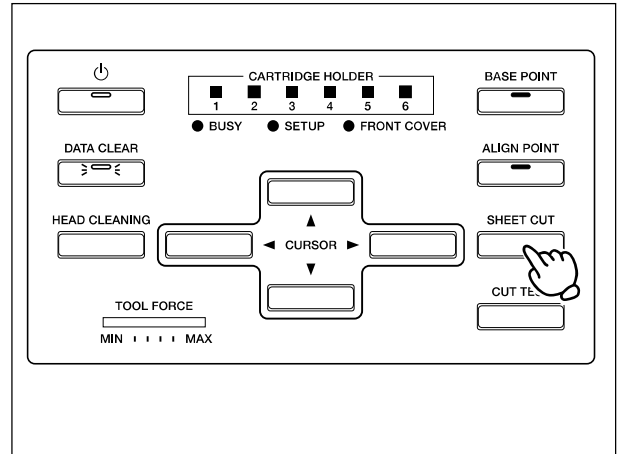 CARTRIDGE HOLDER
1 2 3 4 5 6
BUSY SETUP FRONT COVER
BASE POINT
DATA CLEAR
ALIGN POINT
HEAD CLEANING
CURSOR
SHEET CUT
TOOL FORCE
MIN MAX
CUT